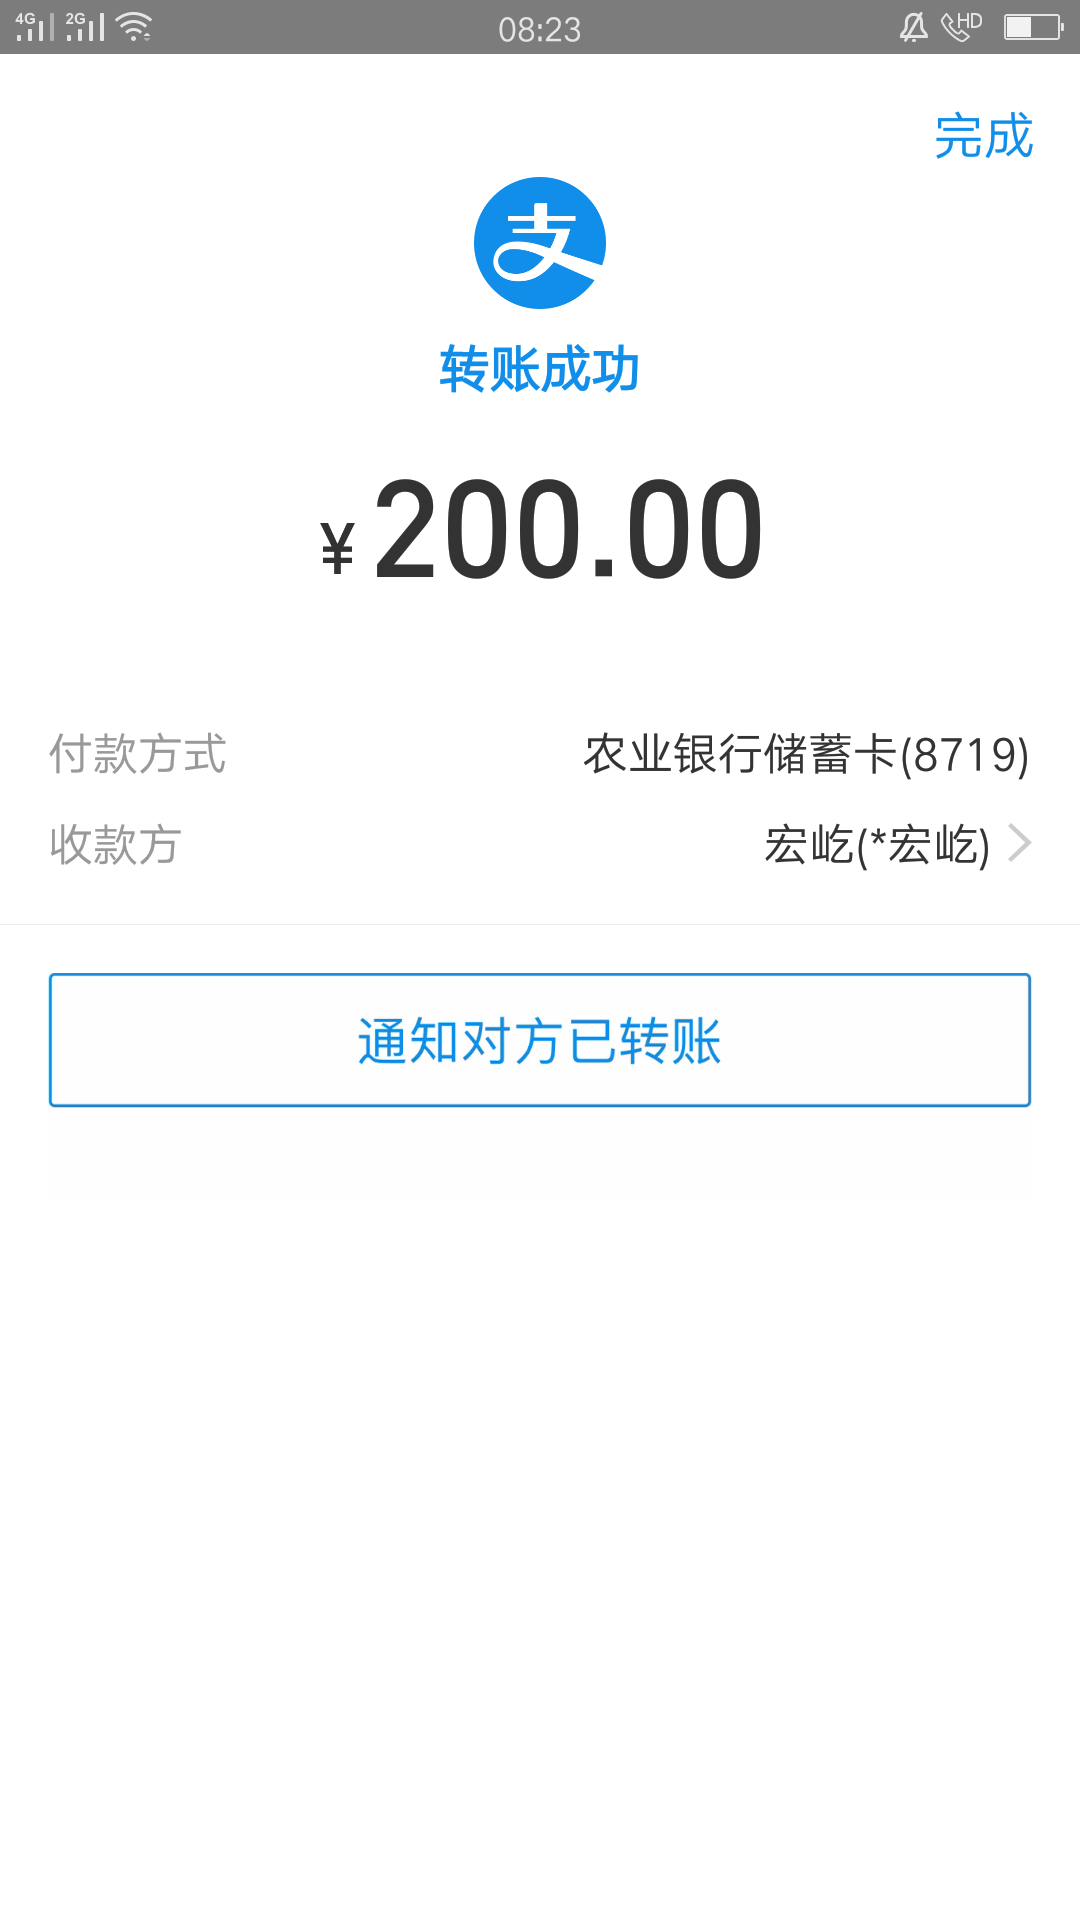 4G 2G 08:23 HD
完成
支
转账成功
¥200.00
付款方式 农业银行储蓄卡(8719)
收款方 宏屹(*宏屹)
通知对方已转账